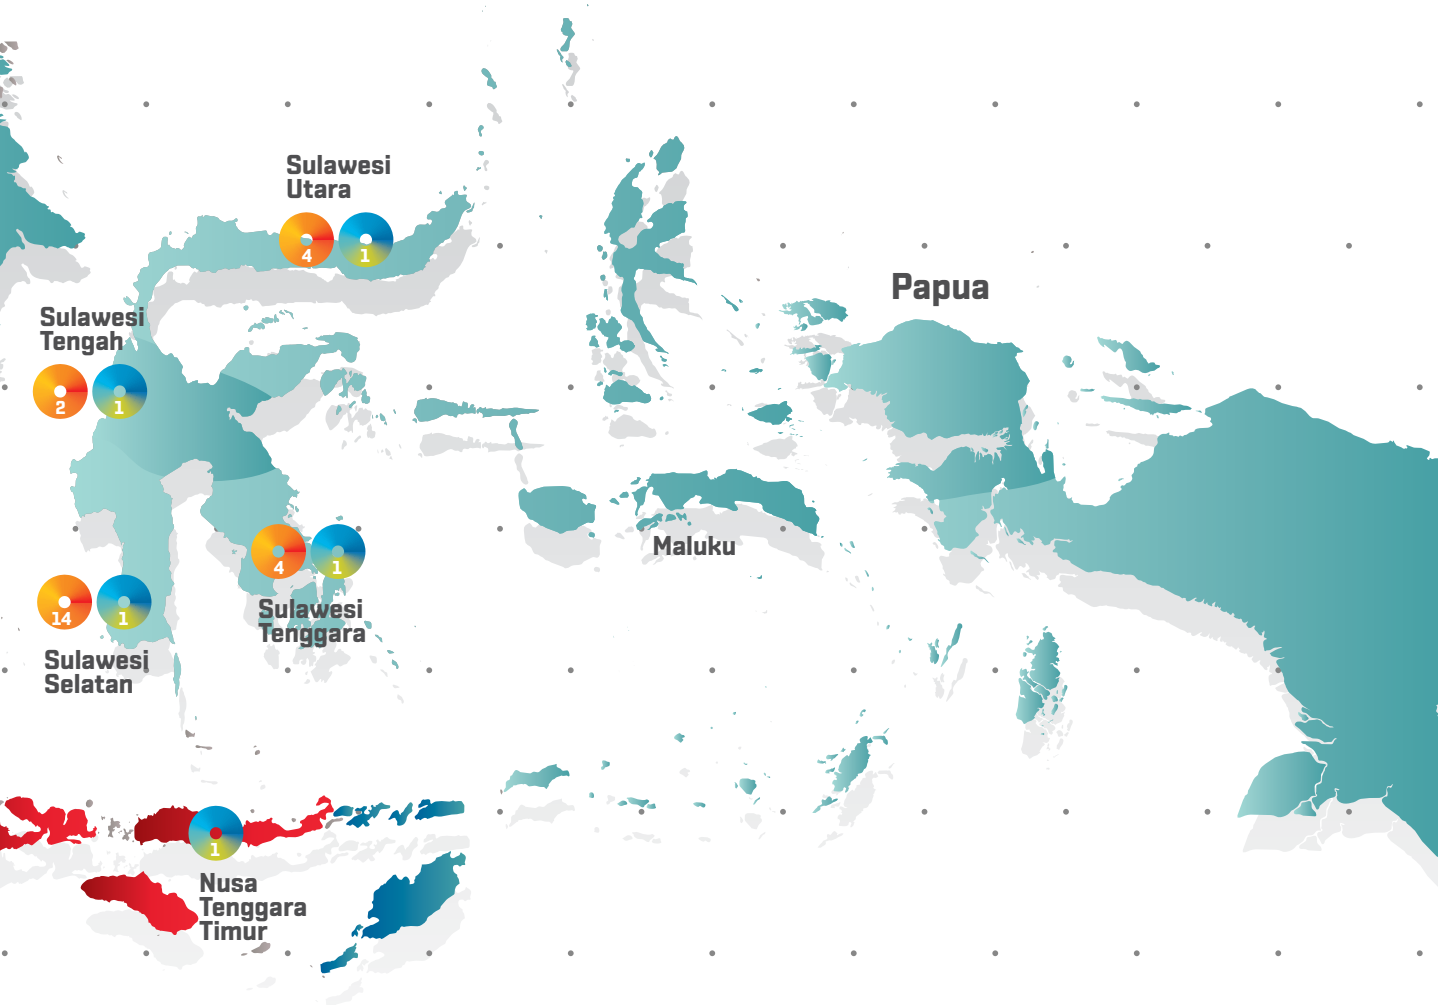 Sulawesi
Utara
4
1
Papua
Sulawesi
Tengah
2
1
Maluku
4
1
Sulawesi
Tenggara
14
1
Sulawesi
Selatan
1
Nusa
Tenggara
Timur